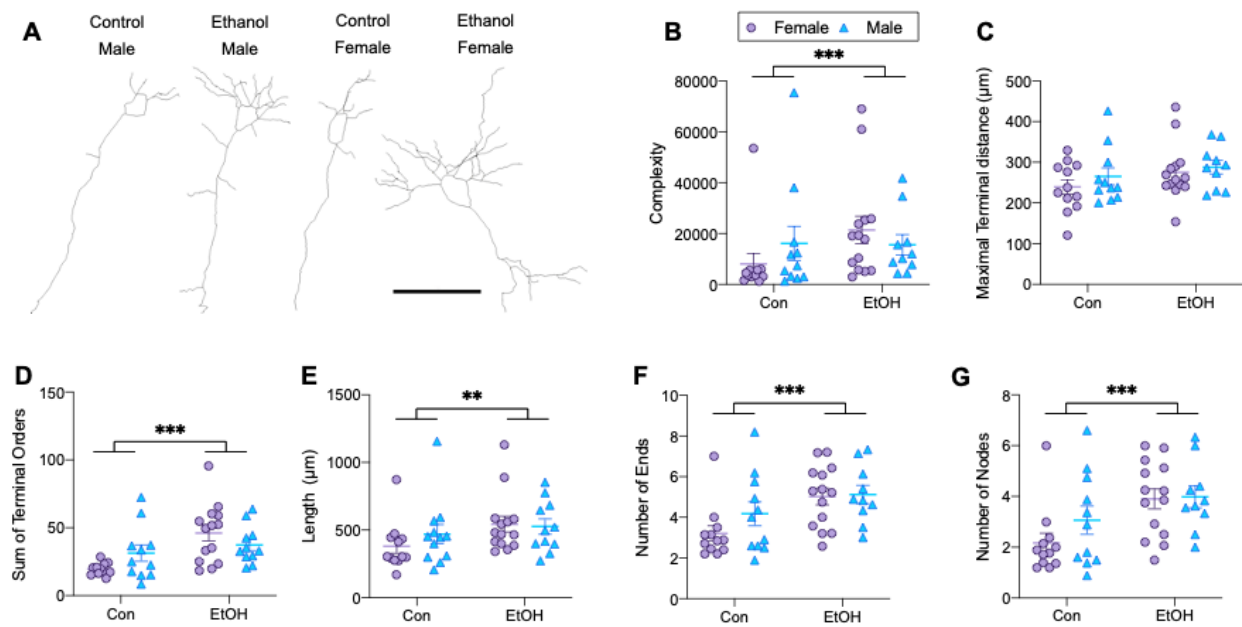 A
Control Male
Ethanol Male
Control Female
Ethanol Female
B
Female
Male
***
Complexity
80000
60000
40000
20000
0
Con
EtOH
C
Maximal Terminal distance (μm)
500
400
300
200
100
0
Con
EtOH
D
***
Sum of Terminal Orders
150
100
50
0
Con
EtOH
E
**
Length (μm)
1500
1000
500
0
Con
EtOH
F
***
Number of Ends
10
8
6
4
2
0
Con
EtOH
G
***
Number of Nodes
8
6
4
2
0
Con
EtOH